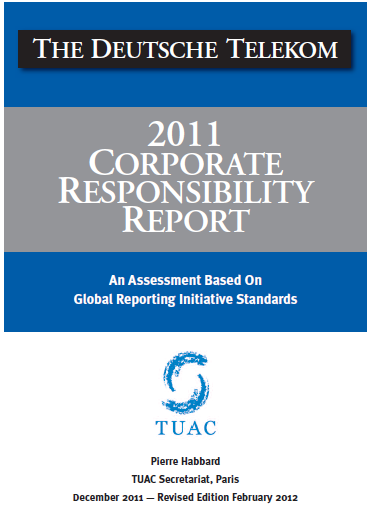 THE DEUTSCHE TELEKOM
2011
CORPORATE
RESPONSIBILITY
REPORT
An Assessment Based On
Global Reporting Initiative Standards
TUAC
Pierre Habbard
TUAC Secretariat, Paris
December 2011 — Revised Edition February 2012